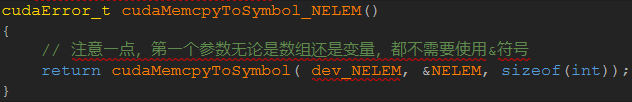 cudaError_t cudaMemcpyToSymbol_NELEM()
{
// 注意一点，第一个参数无论是数组还是变量，都不需要使用&符号
return cudaMemcpyToSymbol( dev_NELEM, &NELEM, sizeof(int));
}